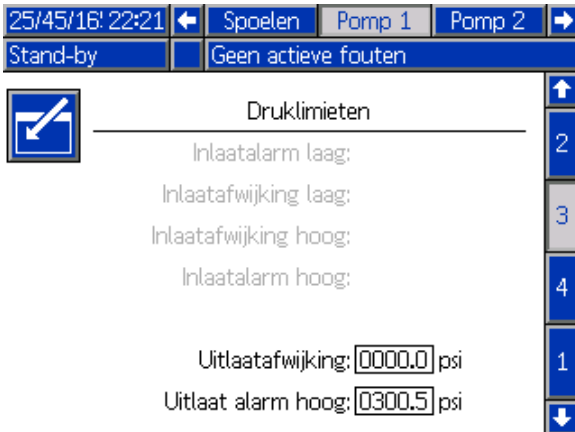 25/45/16' 22:21 Spoelen Pomp 1 Pomp 2
Stand-by Geen actieve fouten
Druklimieten
Inlaatalarm laag:
2
Inlaatafwijking laag:
3
Inlaatafwijking hoog:
Inlaatalarm hoog:
4
Uitlaatafwijking: 0000.0 psi
1
Uitlaat alarm hoog: 0300.5 psi